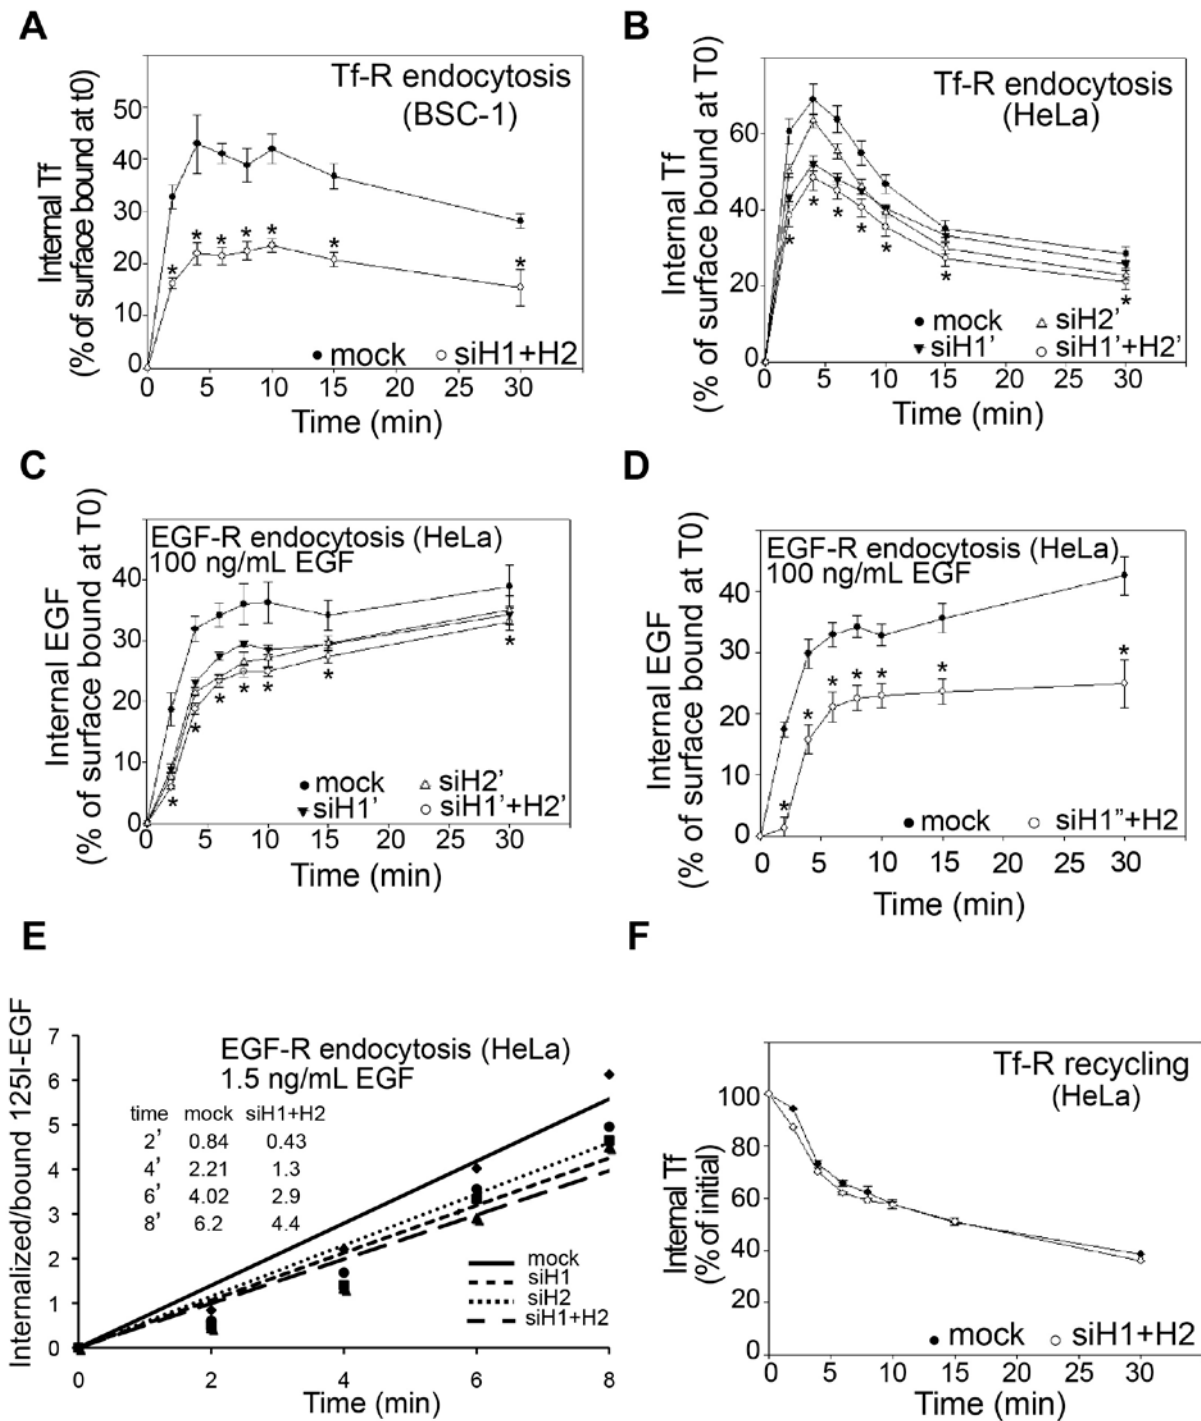 A
Tf-R endocytosis
(BSC-1)
Internal Tf
(% of surface bound at t0)
50
40
30
20
10
0
* * * * * * *
mock siH1+H2
0 5 10 15 20 25 30
Time (min)
B
Tf-R endocytosis
(HeLa)
Internal Tf
(% of surface bound at T0)
60
40
20
0
* * * * * * *
mock siH2'
siH1' siH1'+H2'
0 5 10 15 20 25 30
Time (min)
C
EGF-R endocytosis (HeLa)
100 ng/mL EGF
Internal EGF
(% of surface bound at T0)
40
30
20
10
0
* * * * * * *
mock siH2'
siH1' siH1'+H2'
0 5 10 15 20 25 30
Time (min)
D
EGF-R endocytosis (HeLa)
100 ng/mL EGF
Internal EGF
(% of surface bound at T0)
40
30
20
10
0
* * * * * * *
mock siH1"+H2
0 5 10 15 20 25 30
Time (min)
E
EGF-R endocytosis (HeLa)
1.5 ng/mL EGF
Internalized/bound 125I-EGF
7
6
5
4
3
2
1
0
time mock siH1+H2
2' 0.84 0.43
4' 2.21 1.3
6' 4.02 2.9
8' 6.2 4.4
mock
siH1
siH2
siH1+H2
0 2 4 6 8
Time (min)
F
Tf-R recycling
(HeLa)
Internal Tf
(% of initial)
100
80
60
40
20
0
mock siH1+H2
0 5 10 15 20 25 30
Time (min)